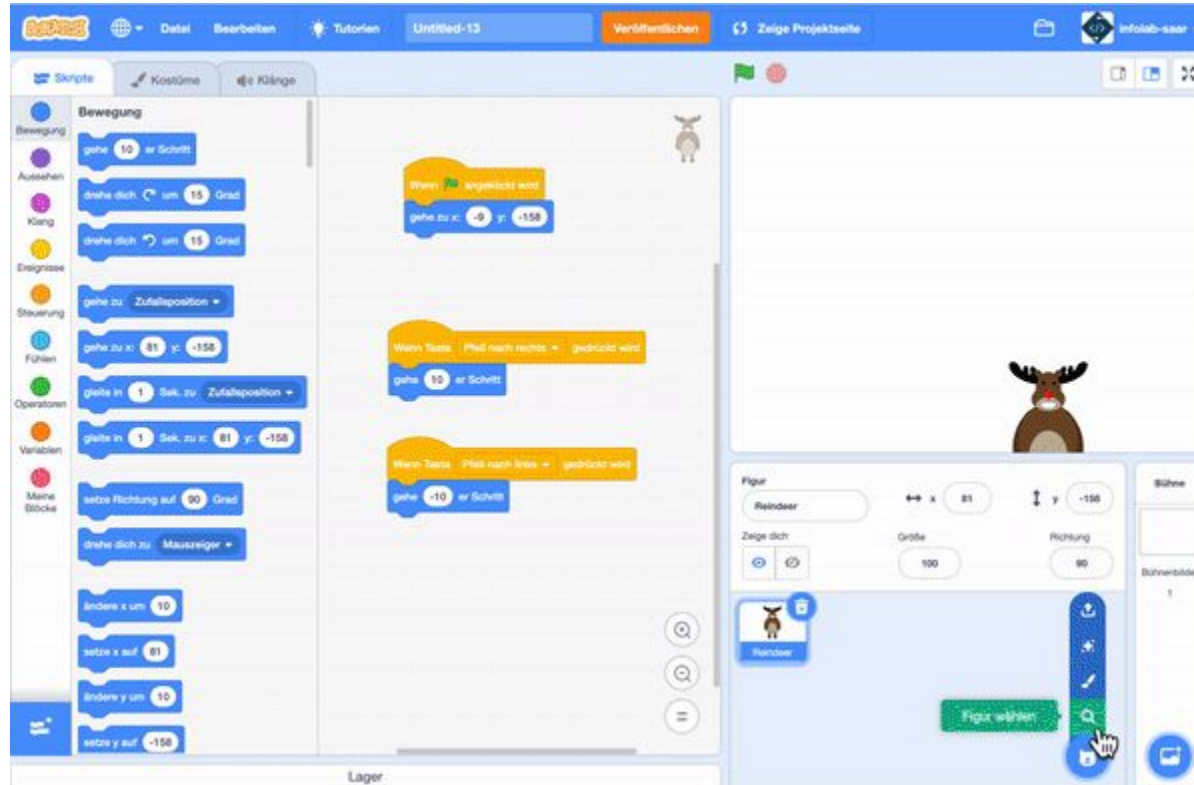 SCRATCH
Datei Bearbeiten Tutorien Untitled-13 Veröffentlichen Zeige Projektseite infolab-saar
Skripte Kostüme Klänge
Bewegung
Aussehen
Klang
Ereignisse
Steuerung
Fühlen
Operatoren
Variablen
Meine
Blöcke
Bewegung
gehe 10 er Schritt
drehe dich um 15 Grad
drehe dich um 15 Grad
gehe zu Zufallsposition
gehe zu x: 81 y: -158
gleite in 1 Sek. zu Zufallsposition
gleite in 1 Sek. zu x: 81 y: -158
setze Richtung auf 90 Grad
drehe dich zu Mauszeiger
ändere x um 10
setze x auf 81
ändere y um 10
setze y auf -158
Wenn angeklickt wird
gehe zu x: -9 y: -158
Wenn Taste Pfeil nach rechts gedrückt wird
gehe 10 er Schritt
Wenn Taste Pfeil nach links gedrückt wird
gehe -10 er Schritt
Lager
Figur
Reindeer x 81 y -158
Zeige dich Größe Richtung
100 90
Reindeer
Figur wählen
Bühne
Bühnenbilder
1